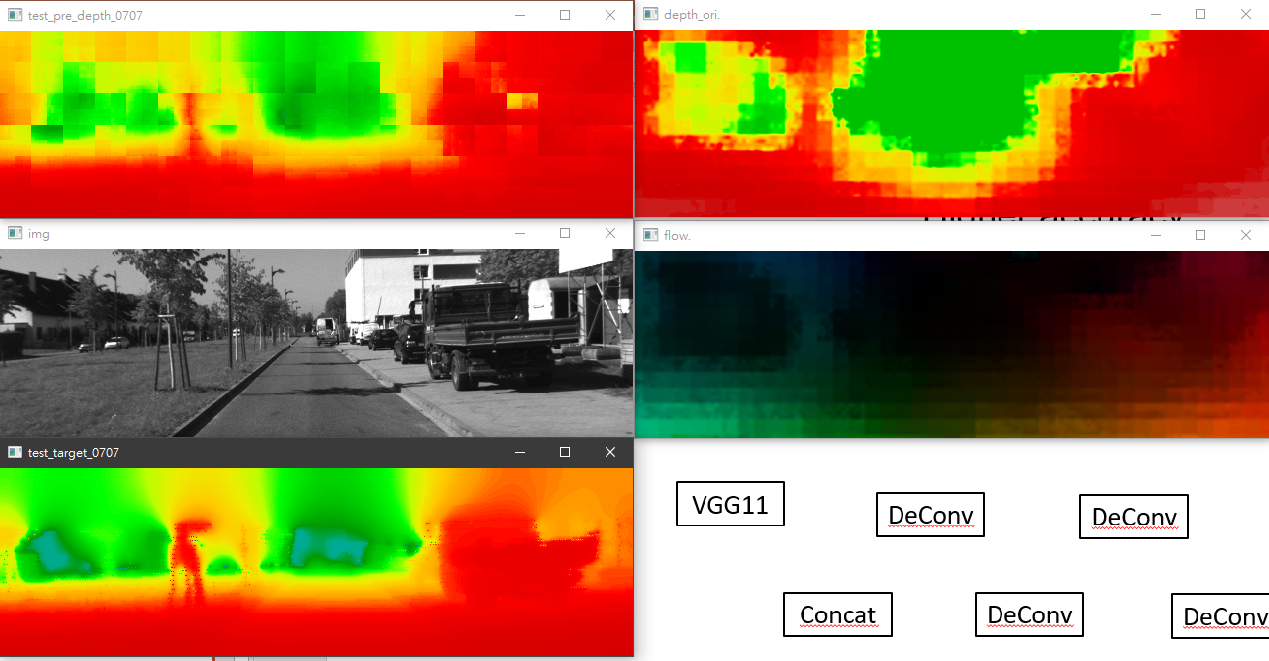 test_pre_depth_0707
depth_ori.
img
flow.
test_target_0707
VGG11
DeConv
DeConv
Concat
DeConv
DeConv